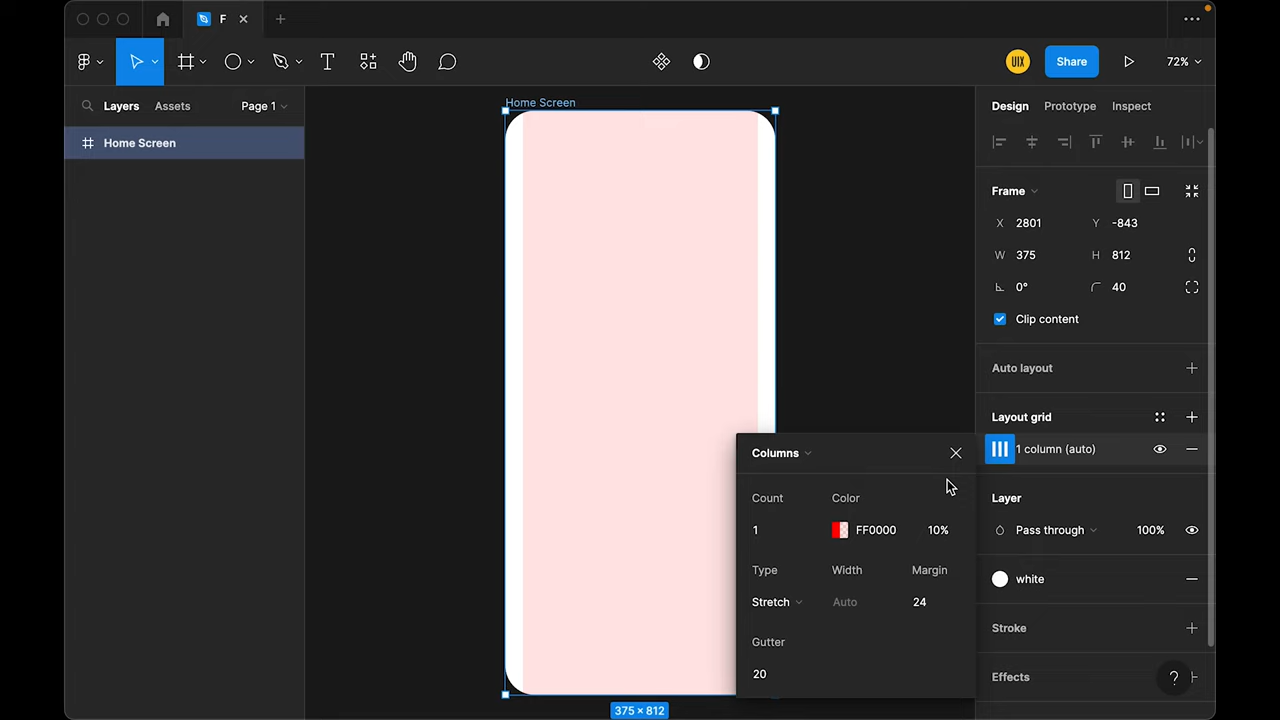 F
UIX
Share
72%
Layers
Assets
Page 1
Home Screen
Home Screen
375 × 812
Design
Prototype
Inspect
Frame
X 2801
Y -843
W 375
H 812
0°
40
Clip content
Auto layout
Layout grid
1 column (auto)
Layer
Pass through
100%
white
Stroke
Effects
?
Columns
Count
Color
1
FF0000
10%
Type
Width
Margin
Stretch
Auto
24
Gutter
20